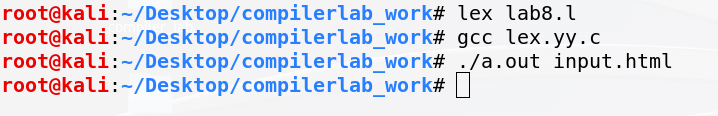 root@kali:~/Desktop/compilerlab_work# lex lab8.l
root@kali:~/Desktop/compilerlab_work# gcc lex.yy.c
root@kali:~/Desktop/compilerlab_work# ./a.out input.html
root@kali:~/Desktop/compilerlab_work#